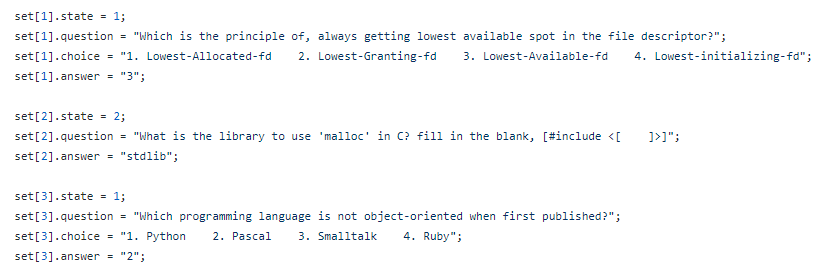 set[1].state = 1;
set[1].question = "Which is the principle of, always getting lowest available spot in the file descriptor?";
set[1].choice = "1. Lowest-Allocated-fd    2. Lowest-Granting-fd    3. Lowest-Available-fd    4. Lowest-initializing-fd";
set[1].answer = "3";
set[2].state = 2;
set[2].question = "What is the library to use 'malloc' in C? fill in the blank, [#include <[    ]>]";
set[2].answer = "stdlib";
set[3].state = 1;
set[3].question = "Which programming language is not object-oriented when first published?";
set[3].choice = "1. Python    2. Pascal    3. Smalltalk    4. Ruby";
set[3].answer = "2";